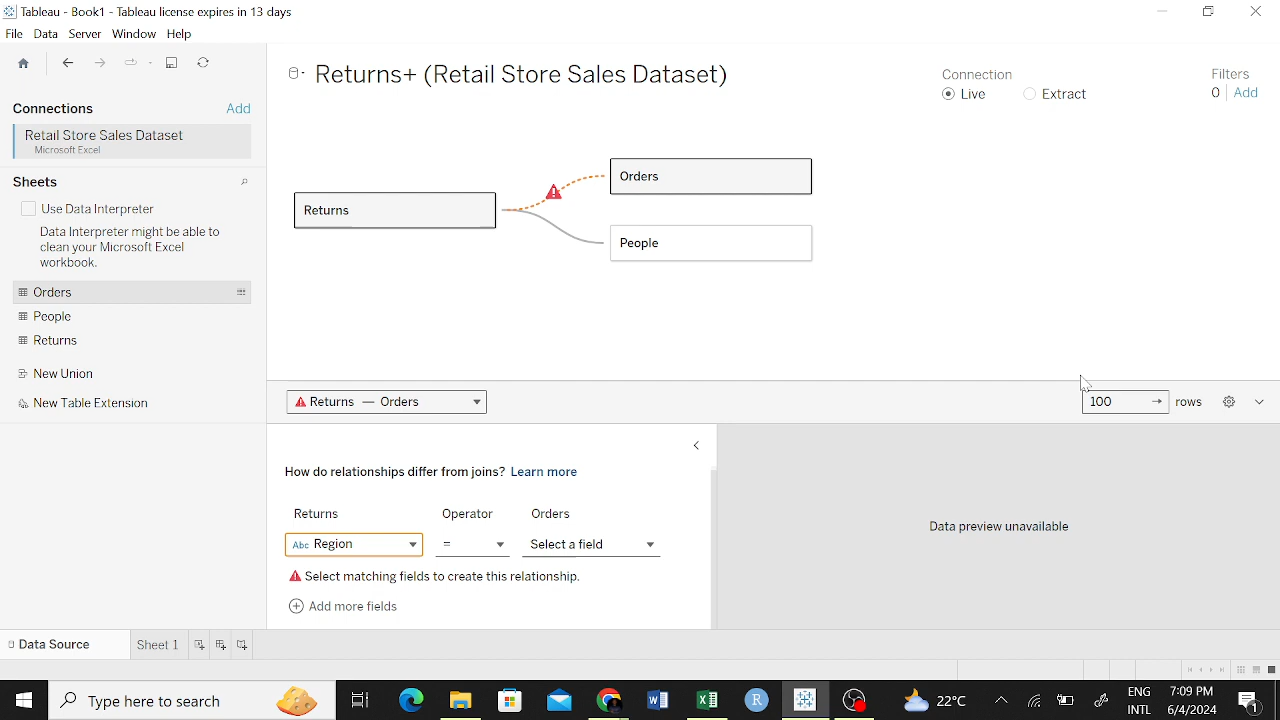 Tableau - Book1 - Tableau license expires in 13 days
File Data Server Window Help
Returns+ (Retail Store Sales Dataset)
Connection
Live Extract
Filters
0 Add
Connections Add
Retail Store Sales Dataset
Microsoft Excel
Sheets
Use Data Interpreter
Data Interpreter might be able to
clean your Microsoft Excel
workbook.
Orders
People
Returns
New Union
New Table Extension
Returns
Orders
People
Returns — Orders
100 → rows
How do relationships differ from joins? Learn more
Returns Operator Orders
Abc Region = Select a field
Select matching fields to create this relationship.
Add more fields
Data preview unavailable
Data Source Sheet 1
Type here to search
22°C
ENG
INTL
7:09 PM
6/4/2024
1